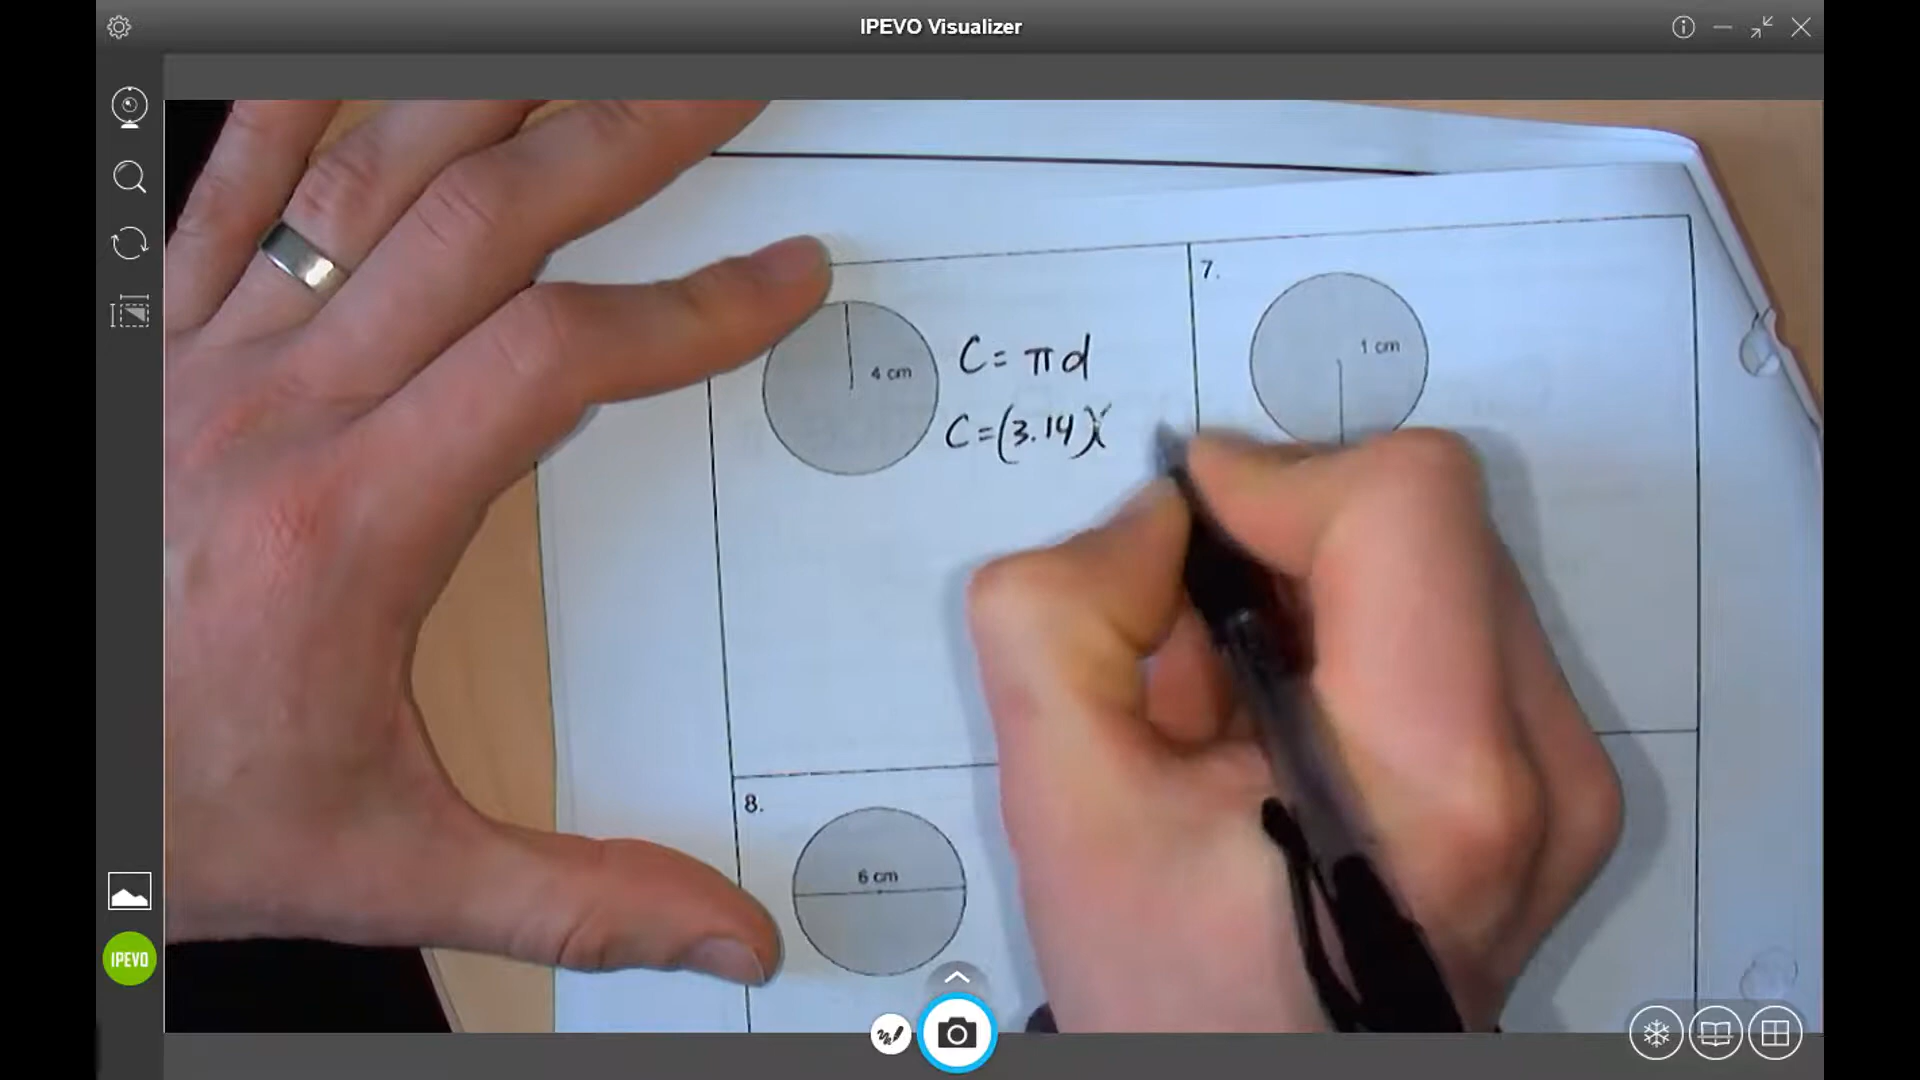 IPEVO Visualizer
7.
1 cm
4 cm
C = πd
C=(3.14)(
8.
6 cm
IPEVO